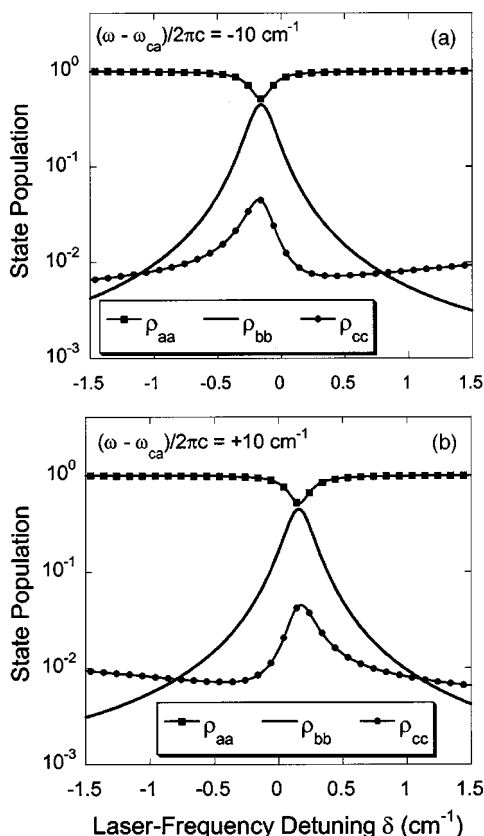 (ω - ω_ca)/2πc = -10 cm⁻¹ (a)
10⁰
10⁻¹
10⁻²
10⁻³
State Population
ρ_aa ρ_bb ρ_cc
-1.5 -1 -0.5 0 0.5 1 1.5
(ω - ω_ca)/2πc = +10 cm⁻¹ (b)
10⁰
10⁻¹
10⁻²
10⁻³
State Population
ρ_aa ρ_bb ρ_cc
-1.5 -1 -0.5 0 0.5 1 1.5
Laser-Frequency Detuning δ (cm⁻¹)